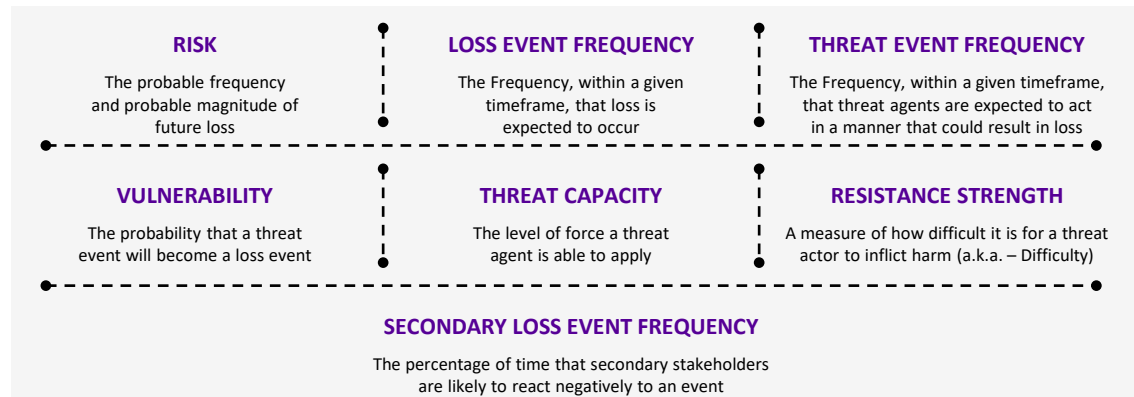 RISK
The probable frequency
and probable magnitude of
future loss
LOSS EVENT FREQUENCY
The Frequency, within a given
timeframe, that loss is
expected to occur
THREAT EVENT FREQUENCY
The Frequency, within a given timeframe,
that threat agents are expected to act
in a manner that could result in loss
VULNERABILITY
The probability that a threat
event will become a loss event
THREAT CAPACITY
The level of force a threat
agent is able to apply
RESISTANCE STRENGTH
A measure of how difficult it is for a threat
actor to inflict harm (a.k.a. – Difficulty)
SECONDARY LOSS EVENT FREQUENCY
The percentage of time that secondary stakeholders
are likely to react negatively to an event